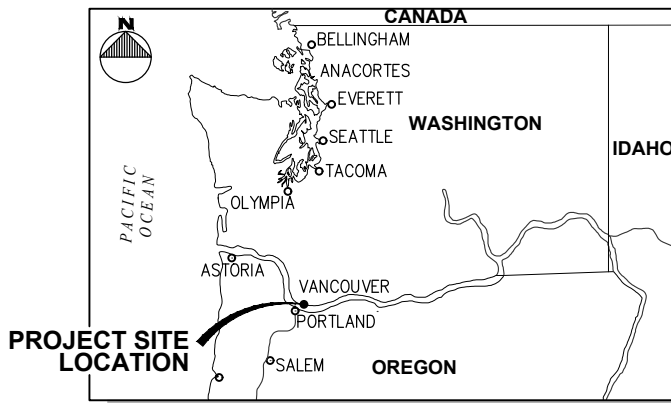 CANADA
N
BELLINGHAM
ANACORTES
EVERETT
WASHINGTON
SEATTLE
IDAHO
TACOMA
OLYMPIA
PACIFIC
OCEAN
ASTORIA
VANCOUVER
PORTLAND
PROJECT SITE
LOCATION
SALEM
OREGON